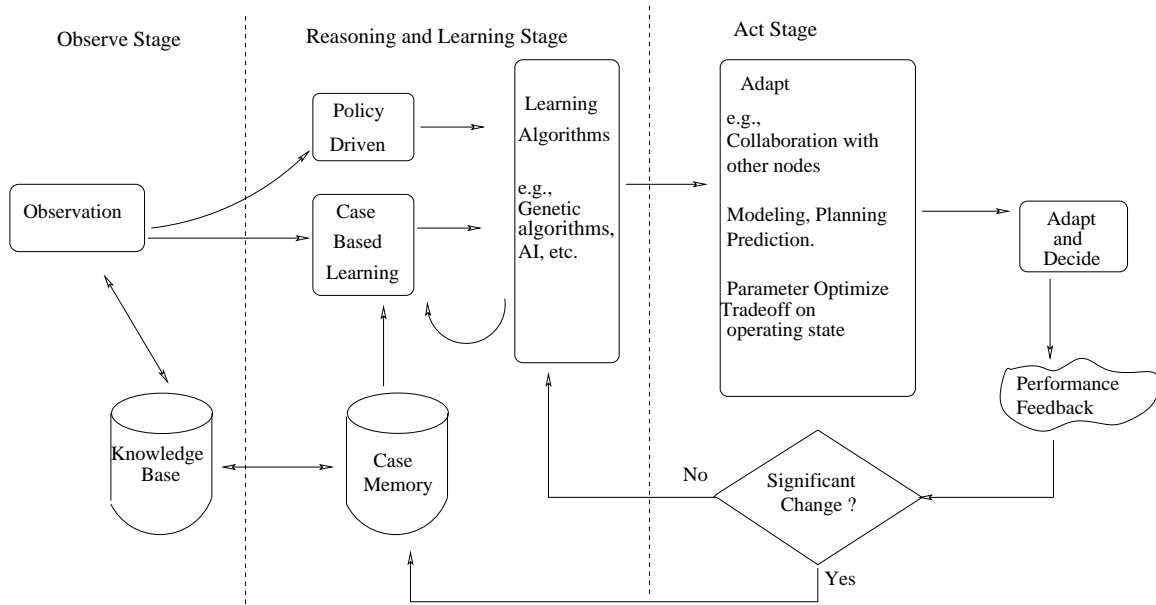 Observe Stage
Reasoning and Learning Stage
Act Stage
Observation
Policy
Driven
Case
Based
Learning
Learning
Algorithms
e.g.,
Genetic
algorithms,
AI, etc.
Adapt
e.g.,
Collaboration with
other nodes
Modeling, Planning
Prediction.
Parameter Optimize
Tradeoff on
operating state
Adapt
and
Decide
Performance
Feedback
Knowledge
Base
Case
Memory
No
Significant
Change ?
Yes